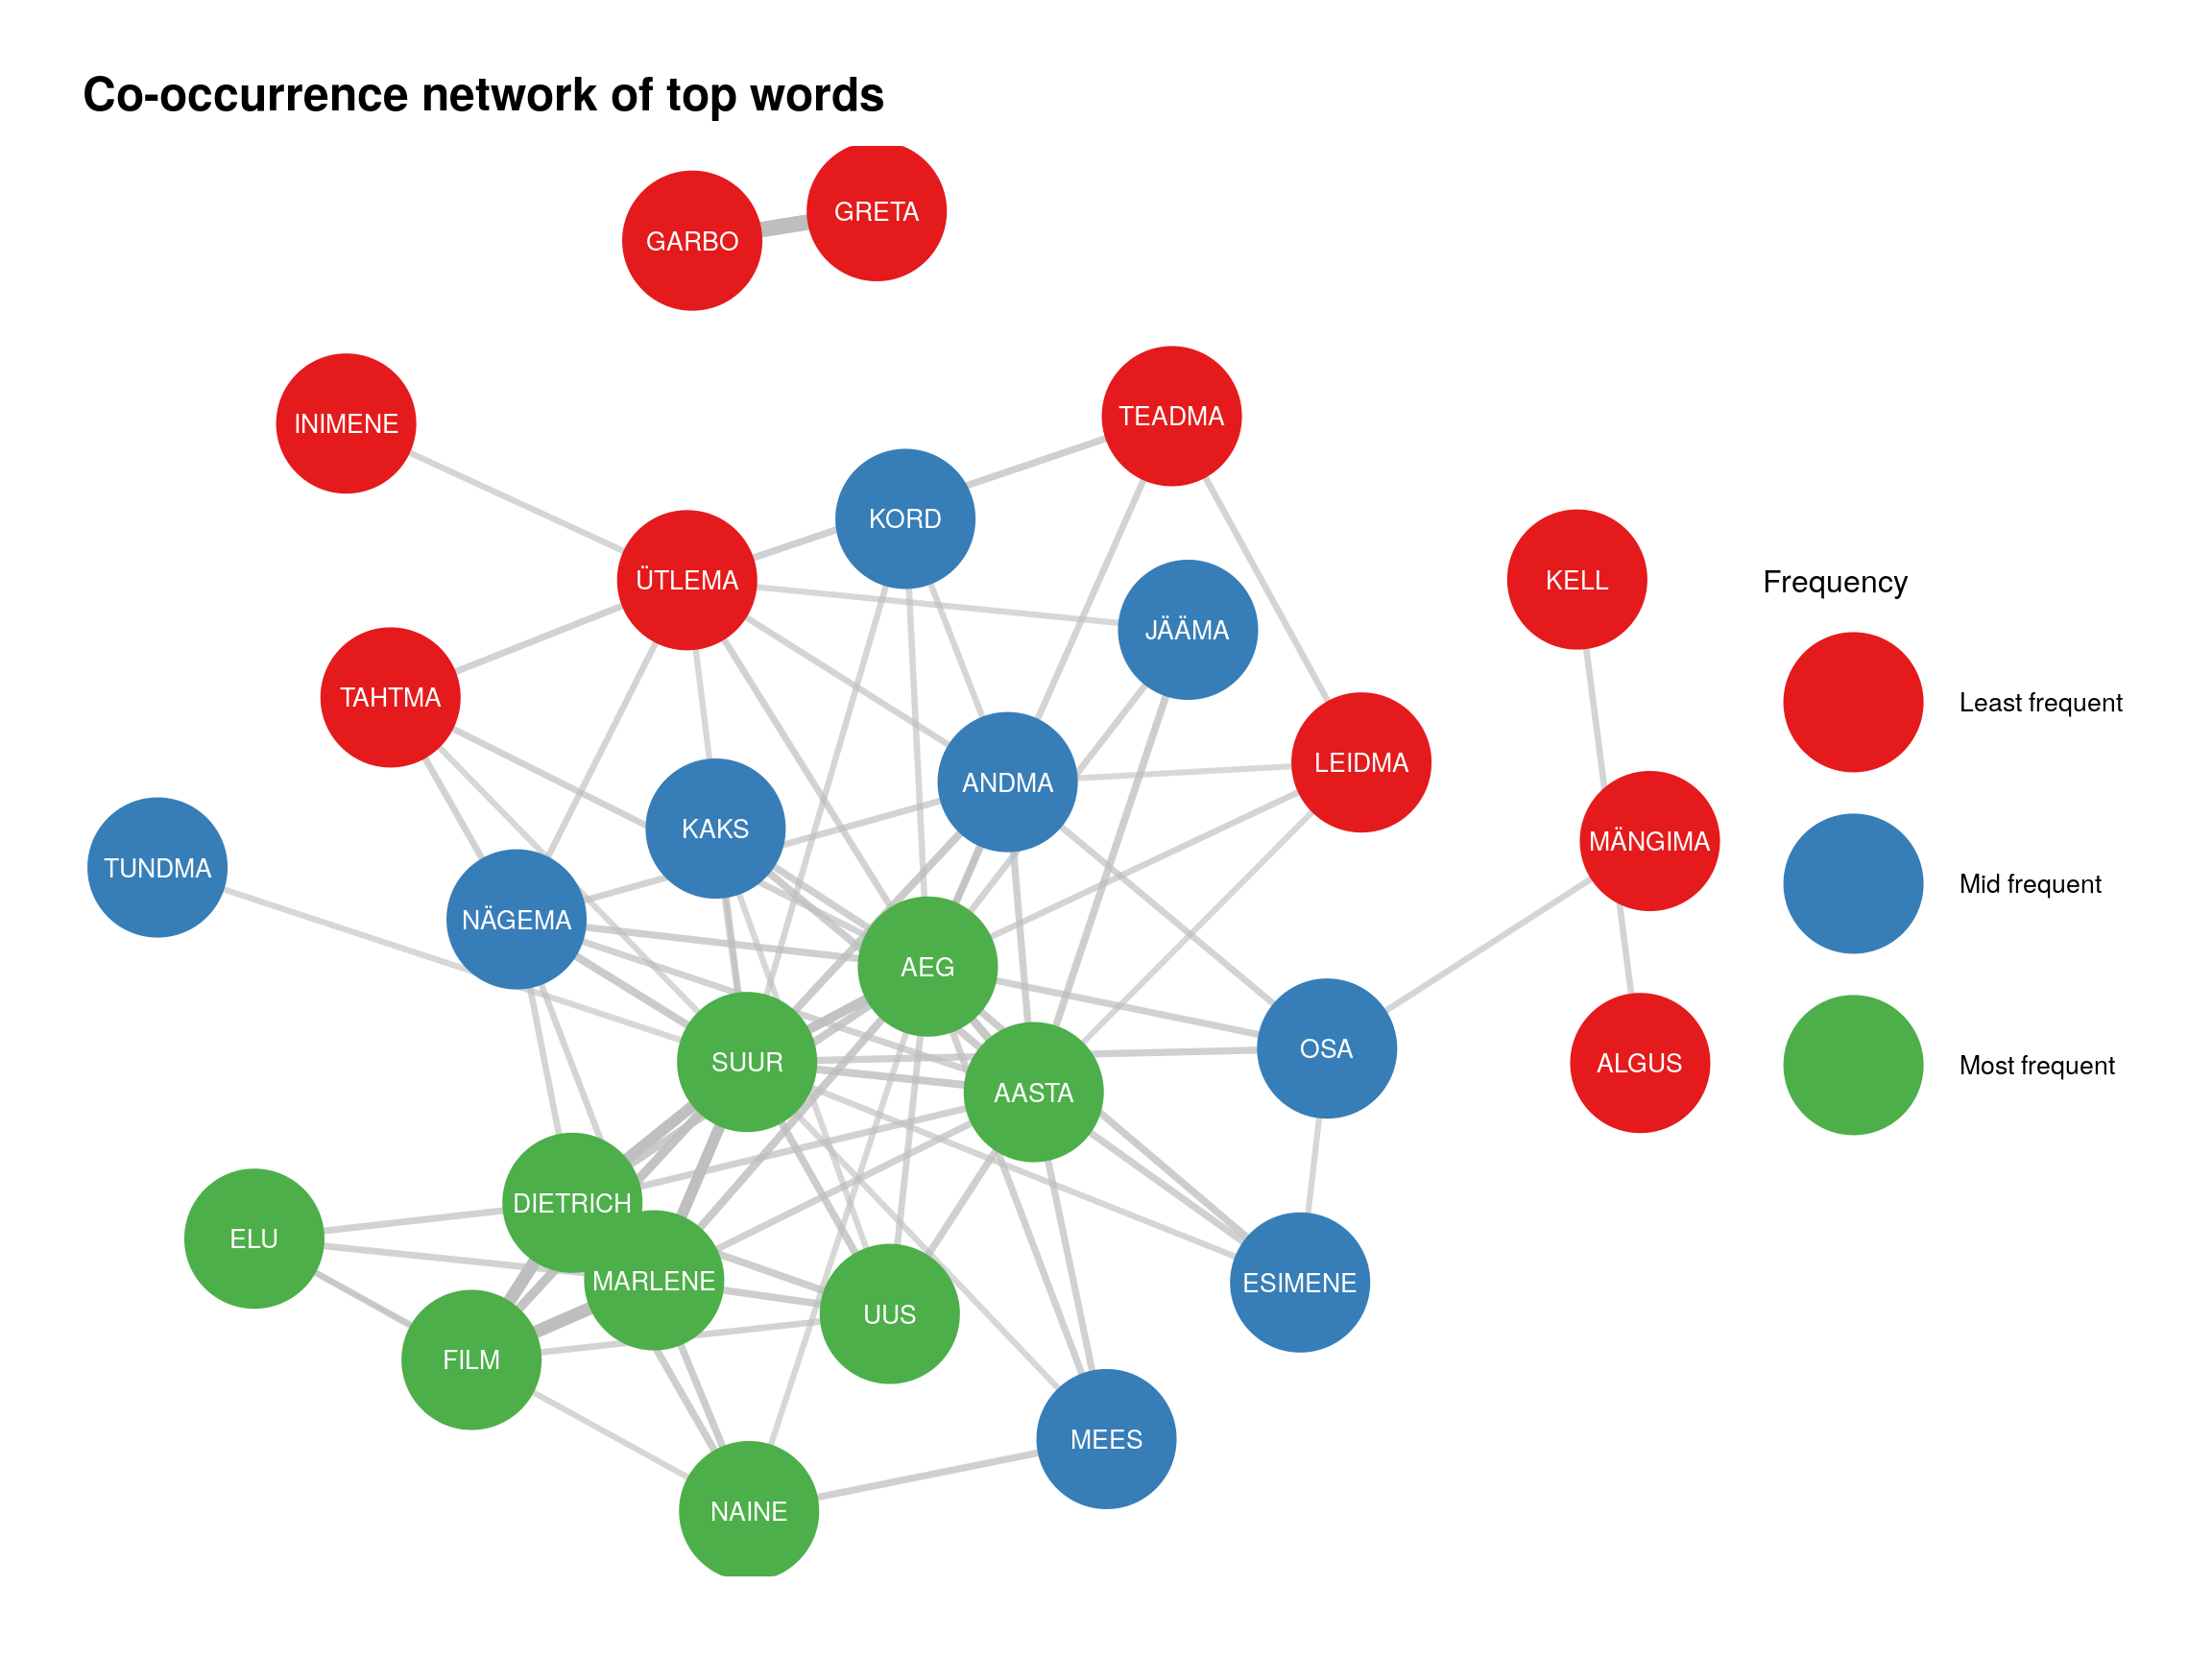 Co-occurrence network of top words
GRETA
GARBO
TEADMA
INIMENE
KORD
ÜTLEMA
KELL
JÄÄMA
TAHTMA
LEIDMA
ANDMA
KAKS
MÄNGIMA
TUNDMA
NÄGEMA
AEG
OSA
SUUR
ALGUS
AASTA
DIETRICH
ELU
MARLENE
ESIMENE
UUS
FILM
MEES
NAINE
Frequency
Least frequent
Mid frequent
Most frequent